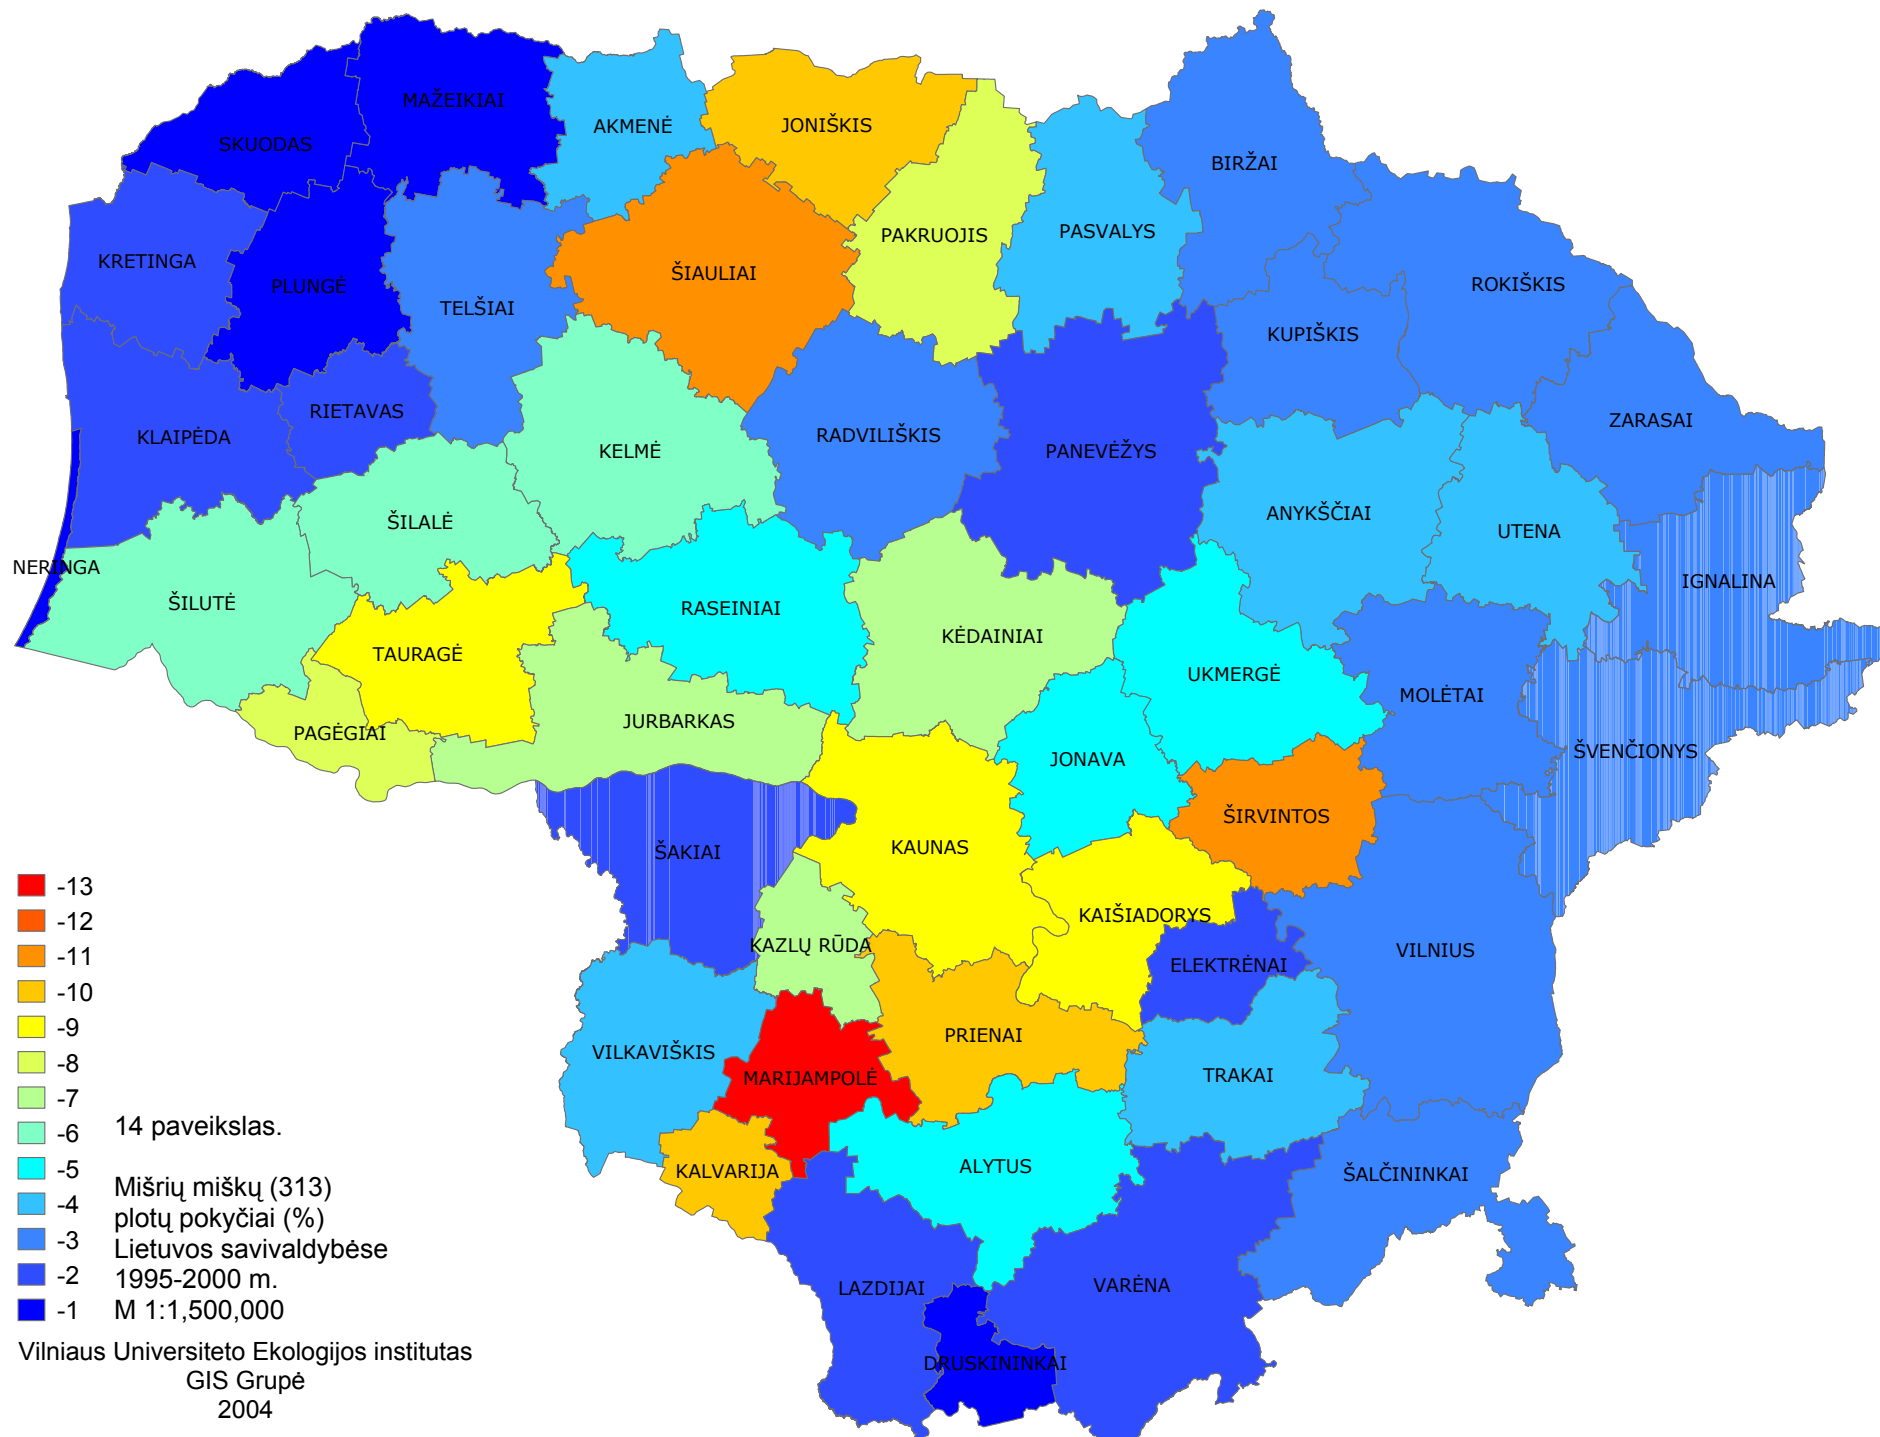 MAŽEIKIAI
AKMENĖ
JONIŠKIS
SKUODAS
BIRŽAI
PASVALYS
PAKRUOJIS
KRETINGA
ŠIAULIAI
PLUNGĖ
ROKIŠKIS
TELŠIAI
KUPIŠKIS
RIETAVAS
ZARASAI
KLAIPĖDA
RADVILIŠKIS
KELMĖ
PANEVĖŽYS
ŠILALĖ
ANYKŠČIAI
UTENA
NERINGA
IGNALINA
ŠILUTĖ
RASEINIAI
KĖDAINIAI
TAURAGĖ
UKMERGĖ
MOLĖTAI
JURBARKAS
PAGĖGIAI
ŠVENČIONYS
JONAVA
ŠIRVINTOS
KAUNAS
ŠAKIAI
KAIŠIADORYS
KAZLŲ RŪDA
VILNIUS
ELEKTRĖNAI
PRIENAI
VILKAVIŠKIS
TRAKAI
MARIJAMPOLĖ
ALYTUS
KALVARIJA
ŠALČININKAI
VARĖNA
LAZDIJAI
DRUSKININKAI
-13
-12
-11
-10
-9
-8
-7
-6
-5
-4
-3
-2
-1
14 paveikslas.
Mišrių miškų (313)
plotų pokyčiai (%)
Lietuvos savivaldybėse
1995-2000 m.
M 1:1,500,000
Vilniaus Universiteto Ekologijos institutas
GIS Grupė
2004